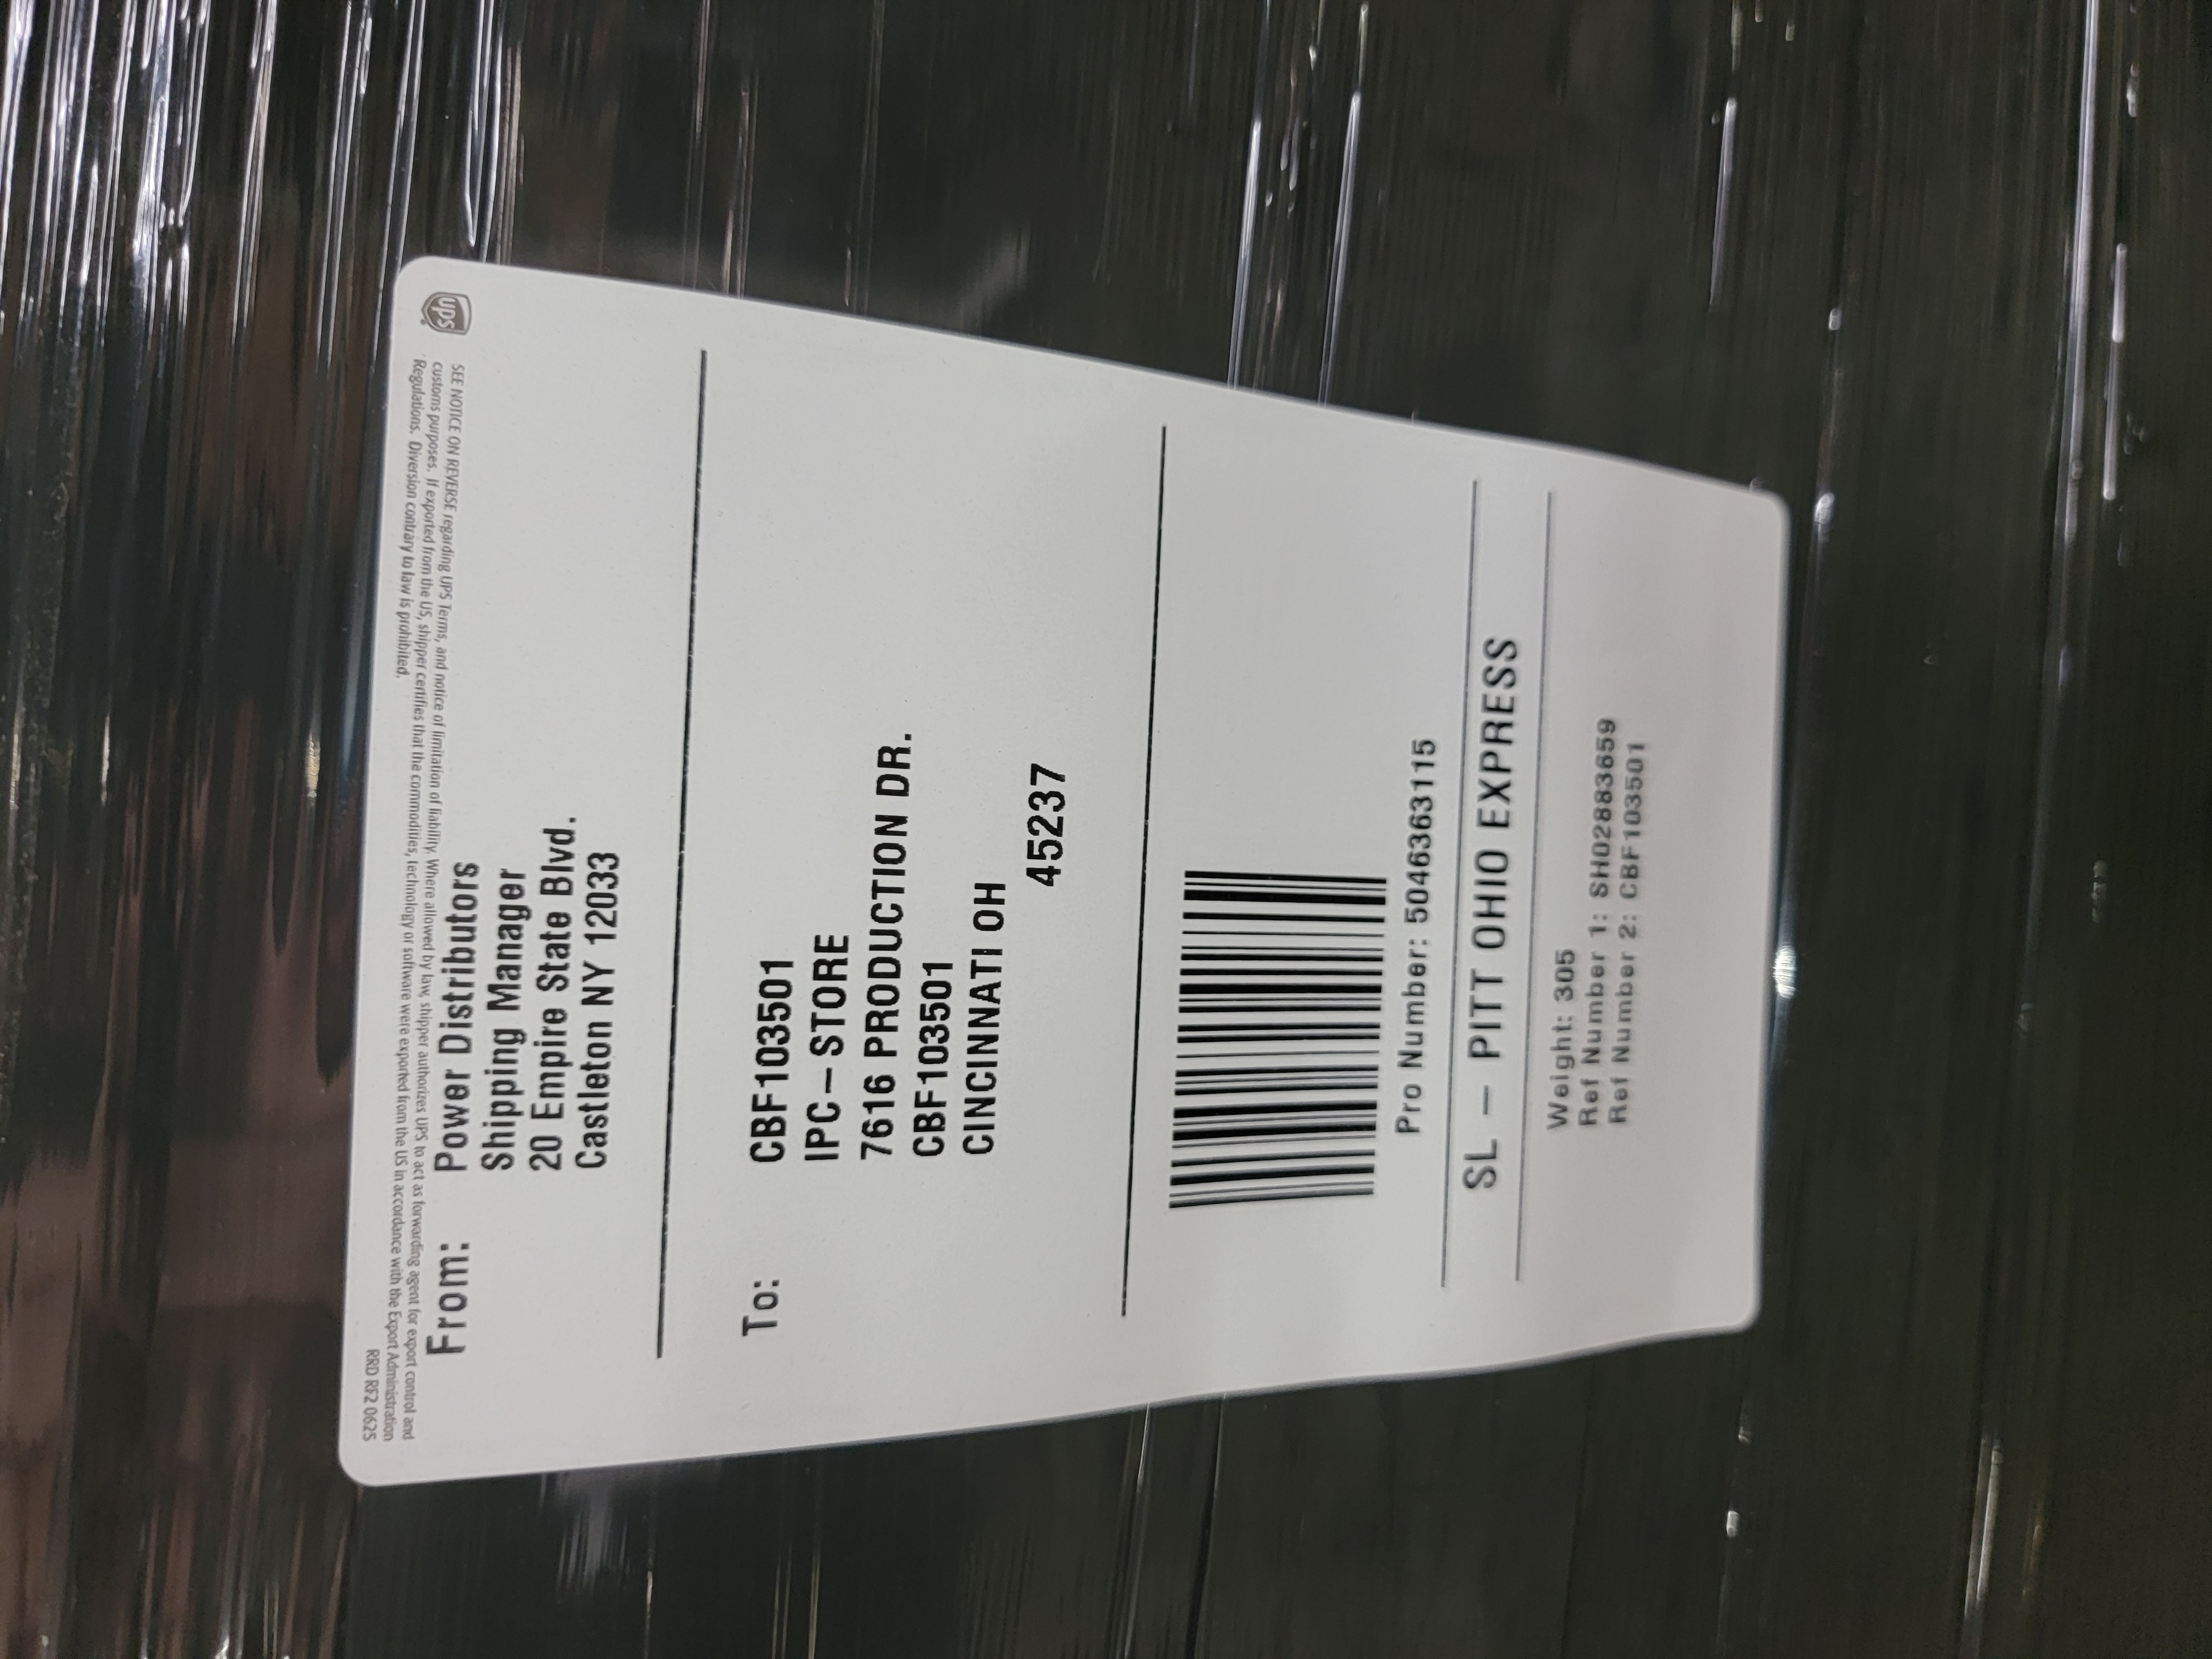 From: Power Distributors
Shipping Manager
20 Empire State Blvd.
Castleton NY 12033
To: CBF103501
IPC-STORE
7616 PRODUCTION DR.
CBF103501
CINCINNATI OH
45237
Pro Number: 5046363115
SL - PITT OHIO EXPRESS
Weight: 305
Ref Number 1: SH02883659
Ref Number 2: CBF103501
ups
SEE NOTICE ON REVERSE regarding UPS Terms, and notice of limitation of liability. Where allowed by law, shipper authorizes UPS to act as forwarding agent for export control and
customs purposes. If exported from the US, shipper certifies that the commodities, technology or software were exported from the US in accordance with the Export Administration
Regulations. Diversion contrary to law is prohibited.
RRD RF2 0625